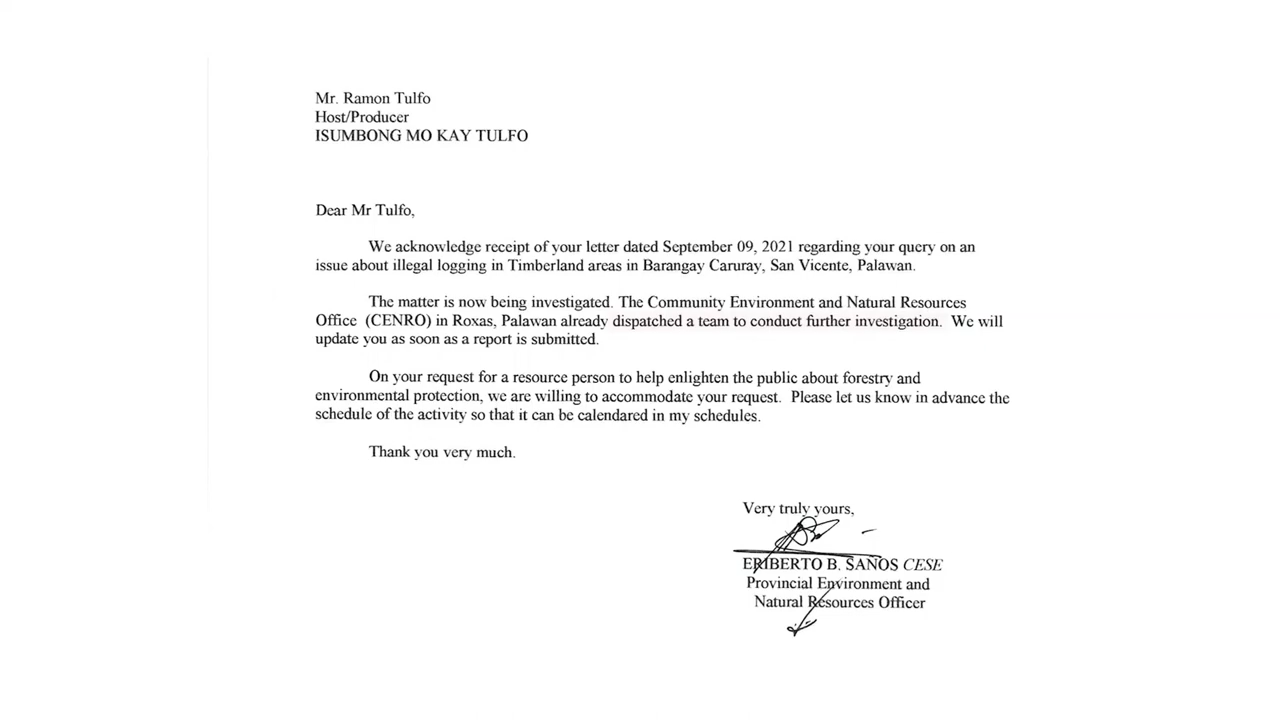 Mr. Ramon Tulfo
Host/Producer
ISUMBONG MO KAY TULFO
Dear Mr Tulfo,
We acknowledge receipt of your letter dated September 09, 2021 regarding your query on an
issue about illegal logging in Timberland areas in Barangay Caruray, San Vicente, Palawan.
The matter is now being investigated. The Community Environment and Natural Resources
Office (CENRO) in Roxas, Palawan already dispatched a team to conduct further investigation. We will
update you as soon as a report is submitted.
On your request for a resource person to help enlighten the public about forestry and
environmental protection, we are willing to accommodate your request. Please let us know in advance the
schedule of the activity so that it can be calendared in my schedules.
Thank you very much.
Very truly yours,
ERIBERTO B. SAÑOS CESE
Provincial Environment and
Natural Resources Officer